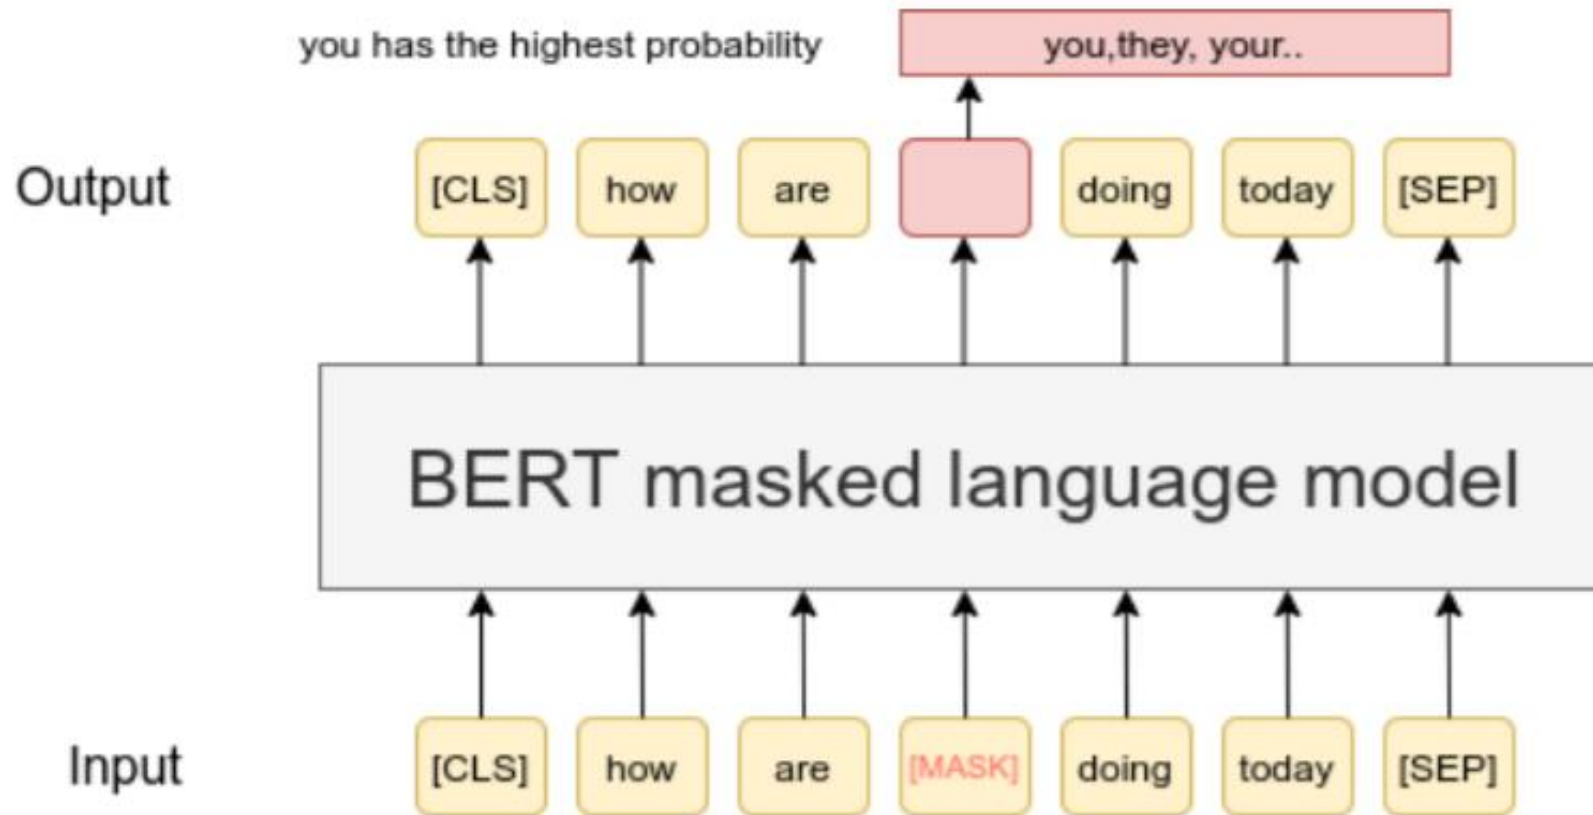 you has the highest probability you,they, your..
Output [CLS] how are doing today [SEP]
BERT masked language model
Input [CLS] how are [MASK] doing today [SEP]